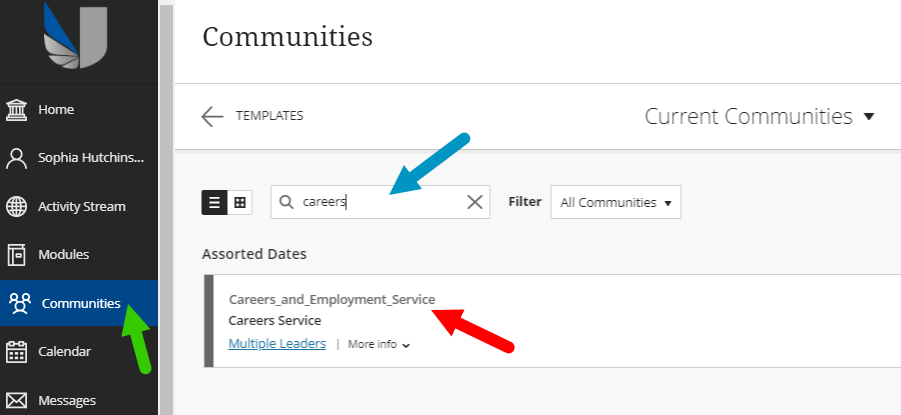 Communities
Home
Sophia Hutchins...
Activity Stream
Modules
Communities
Calendar
Messages
TEMPLATES
Current Communities
careers
Filter
All Communities
Assorted Dates
Careers_and_Employment_Service
Careers Service
Multiple Leaders | More info